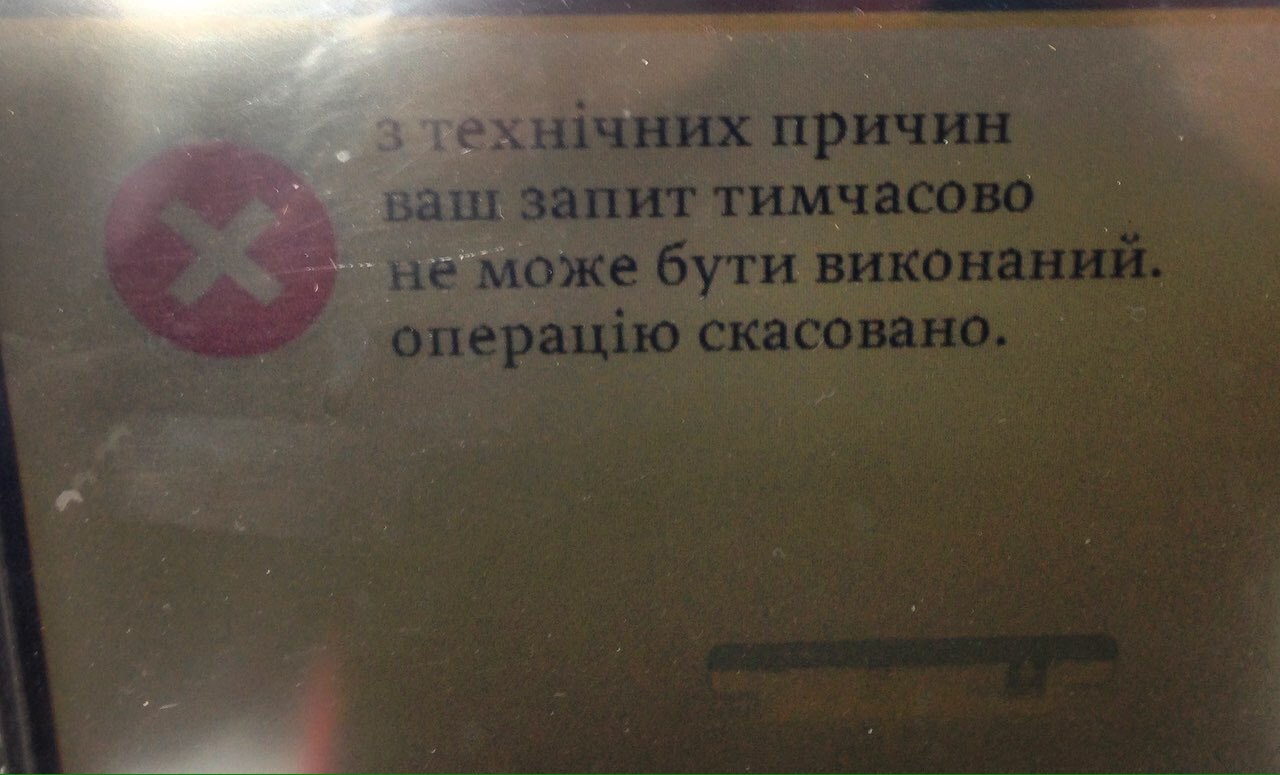 з технічних причин
ваш запит тимчасово
не може бути виконаний.
операцію скасовано.